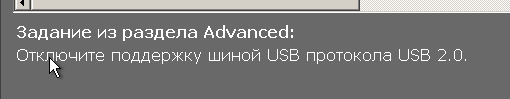 Задание из раздела Advanced:
Отключите поддержку шиной USB протокола USB 2.0.